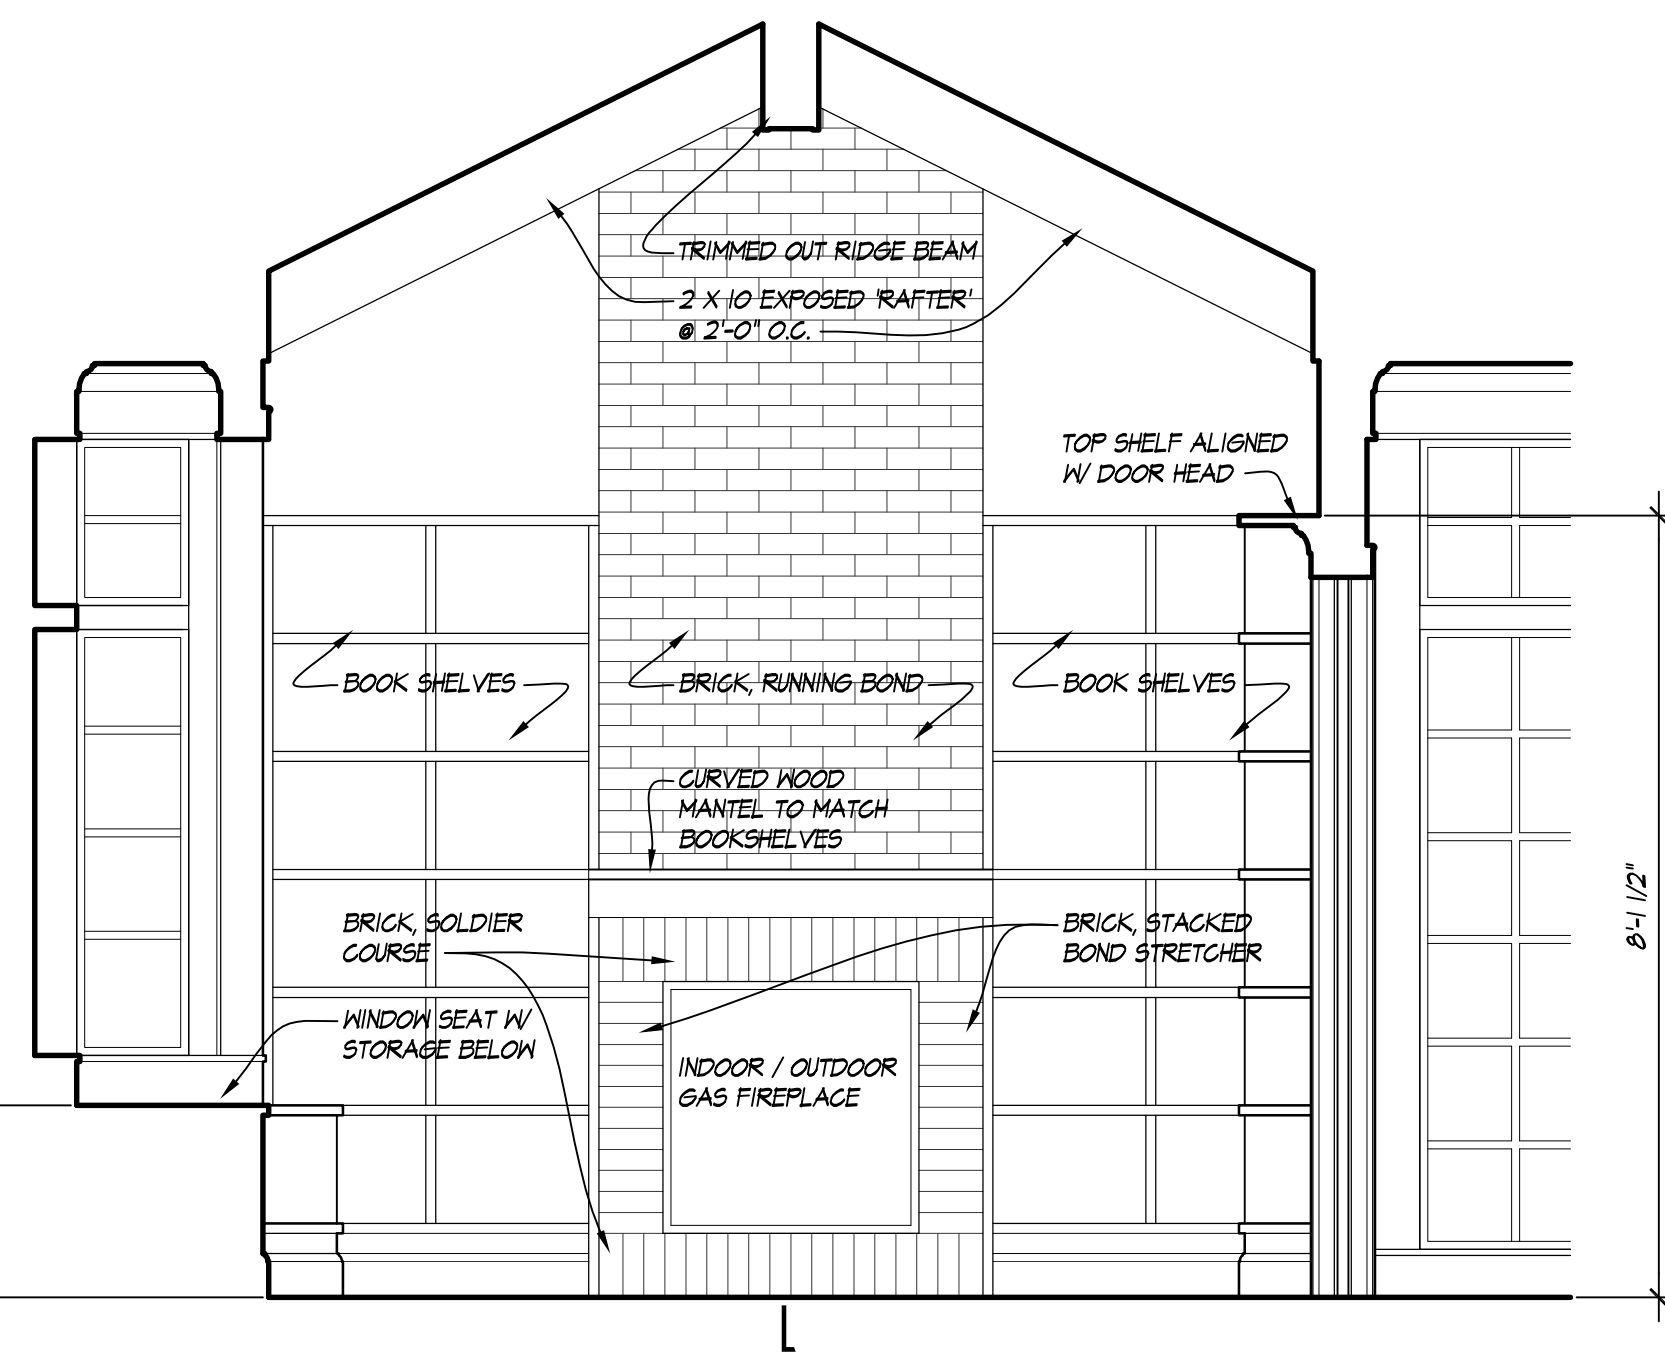 TRIMMED OUT RIDGE BEAM
2 X 10 EXPOSED 'RAFTER'
@ 2'-0" O.C.
TOP SHELF ALIGNED
W/ DOOR HEAD
BOOK SHELVES
BRICK, RUNNING BOND
BOOK SHELVES
CURVED WOOD
MANTEL TO MATCH
BOOKSHELVES
8'-1 1/2"
BRICK, SOLDIER
COURSE
BRICK, STACKED
BOND STRETCHER
WINDOW SEAT W/
STORAGE BELOW
INDOOR / OUTDOOR
GAS FIREPLACE